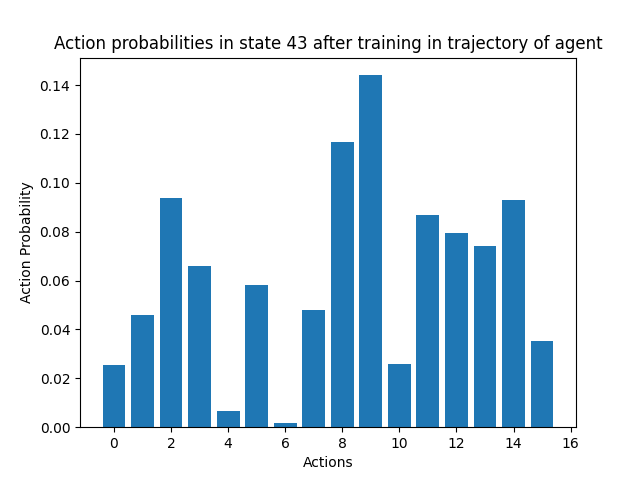 Action probabilities in state 43 after training in trajectory of agent
0.14
0.12
0.10
0.08
0.06
0.04
0.02
0.00
Action Probability
0 2 4 6 8 10 12 14 16
Actions